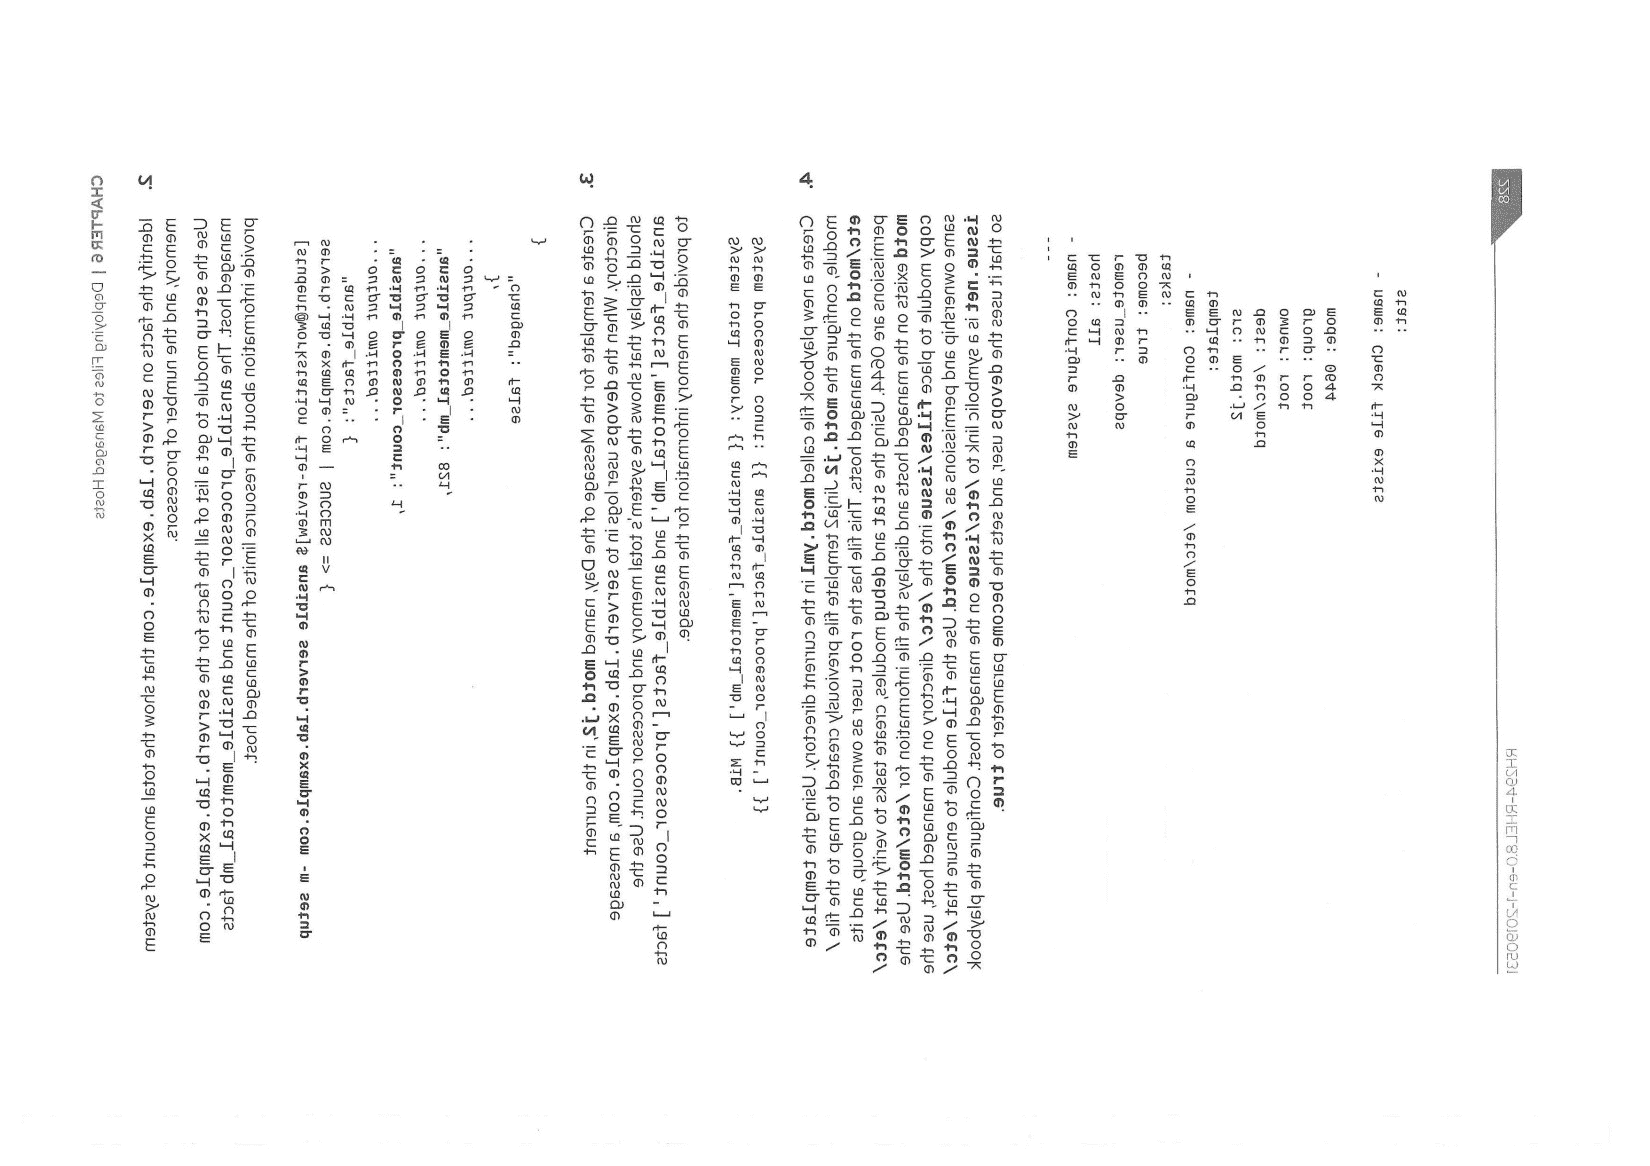 CHAPTER 6 | Deploying Files to Managed Hosts
2. Identify the facts on serverb.lab.example.com that show the total amount of system
memory, and the number of processors.
Use the setup module to get a list of all the facts for the serverb.lab.example.com
managed host. The ansible_processor_count and ansible_memtotal_mb facts
provide information about the resource limits of the managed host.
[student@workstation file-review]$ ansible serverb.lab.example.com -m setup
serverb.lab.example.com | SUCCESS => {
"ansible_facts": {
...output omitted...
"ansible_processor_count": 1,
...output omitted...
"ansible_memtotal_mb": 821,
...output omitted...
},
"changed": false
}
3. Create a template for the Message of the Day, named motd.j2, in the current
directory. When the devops user logs in to serverb.lab.example.com, a message
should display that shows the system's total memory and processor count. Use the
ansible_facts['memtotal_mb'] and ansible_facts['processor_count'] facts
to provide the memory information for the message.
System total memory: {{ ansible_facts['memtotal_mb'] }} MiB.
System processor count: {{ ansible_facts['processor_count'] }}
4. Create a new playbook file called motd.yml in the current directory. Using the template
module, configure the motd.j2 Jinja2 template file previously created to map to the file /
etc/motd on the managed hosts. This file has the root user as owner and group, and its
permissions are 0644. Using the stat and debug modules, create tasks to verify that /etc/
motd exists on the managed hosts and displays the file information for /etc/motd. Use the
copy module to place files/issue into the /etc/ directory on the managed host, use the
same ownership and permissions as /etc/motd. Use the file module to ensure that /etc/
issue.net is a symbolic link to /etc/issue on the managed host. Configure the playbook
so that it uses the devops user, and sets the become parameter to true.
---
- name: Configure system
hosts: all
remote_user: devops
become: true
tasks:
- name: Configure a custom /etc/motd
template:
src: motd.j2
dest: /etc/motd
owner: root
group: root
mode: 0644
- name: Check file exists
stat:
228
RH294-RHEL8.0-en-1-20190531